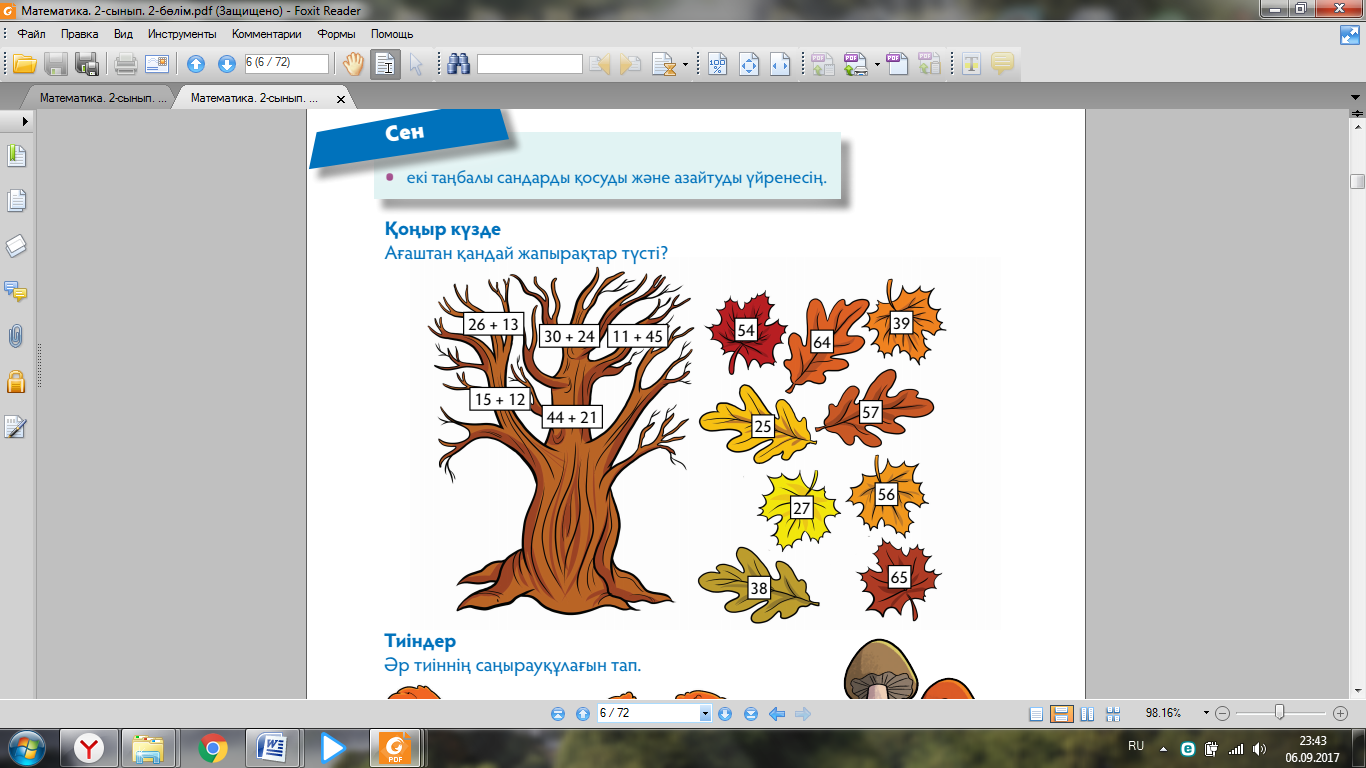 Математика. 2-сынып. 2-бөлім.pdf (Защищено) - Foxit Reader
Файл Правка Вид Инструменты Комментарии Формы Помощь
6 (6 / 72)
Математика. 2-сынып. ... Математика. 2-сынып. ...
Сен
• екі таңбалы сандарды қосуды және азайтуды үйренесің.
Қоңыр күзде
Ағаштан қандай жапырақтар түсті?
26 + 13
30 + 24
11 + 45
15 + 12
44 + 21
54
64
39
25
57
27
56
38
65
Тиіндер
Әр тиіннің саңырауқұлағын тап.
6 / 72
98.16%
RU
23:43
06.09.2017